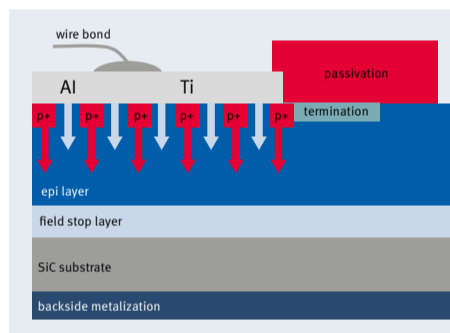 wire bond
passivation
Al Ti
p+ p+ p+ p+ p+ p+
termination
epi layer
field stop layer
SiC substrate
backside metalization